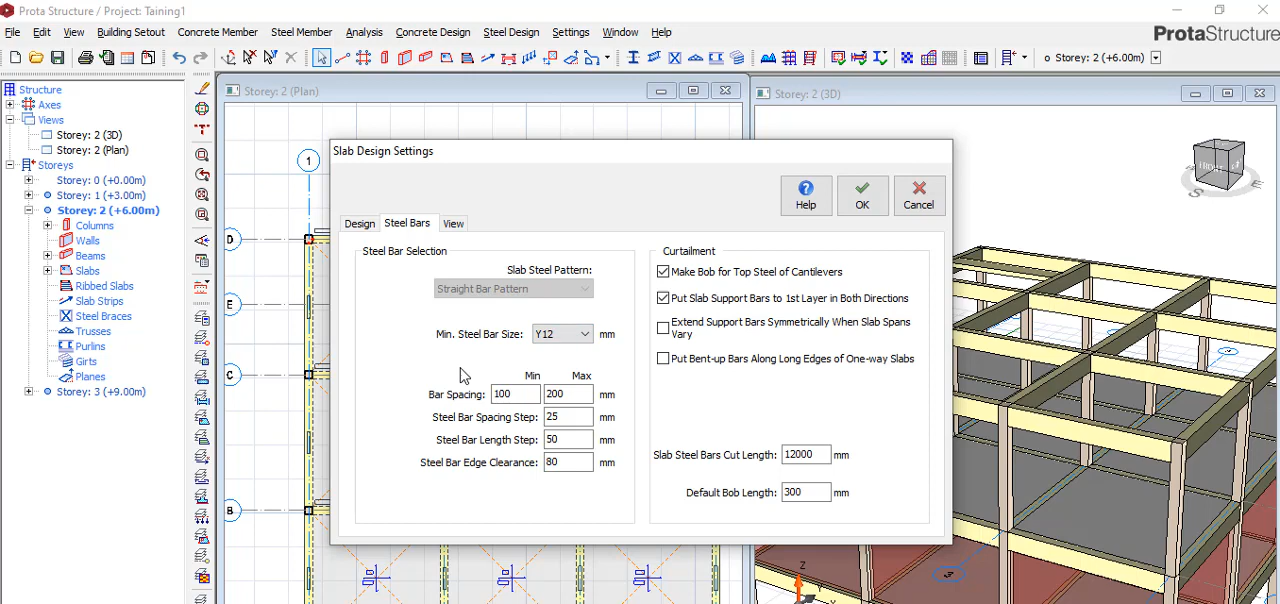 Prota Structure / Project: Taining1
File Edit View Building Setout Concrete Member Steel Member Analysis Concrete Design Steel Design Settings Window Help
ProtaStructure
Storey: 2 (+6.00m)
Structure
Axes
Views
Storey: 2 (3D)
Storey: 2 (Plan)
Storeys
Storey: 0 (+0.00m)
Storey: 1 (+3.00m)
Storey: 2 (+6.00m)
Columns
Walls
Beams
Slabs
Ribbed Slabs
Slab Strips
Steel Braces
Trusses
Purlins
Girts
Planes
Storey: 3 (+9.00m)
Storey: 2 (Plan)
1
D
E
C
B
Storey: 2 (3D)
FRONT
S
E
Z
Slab Design Settings
Help
OK
Cancel
Design Steel Bars View
Steel Bar Selection
Slab Steel Pattern:
Straight Bar Pattern
Min. Steel Bar Size: Y12 mm
Min Max
Bar Spacing: 100 200 mm
Steel Bar Spacing Step: 25 mm
Steel Bar Length Step: 50 mm
Steel Bar Edge Clearance: 80 mm
Curtailment
Make Bob for Top Steel of Cantilevers
Put Slab Support Bars to 1st Layer in Both Directions
Extend Support Bars Symmetrically When Slab Spans
Vary
Put Bent-up Bars Along Long Edges of One-way Slabs
Slab Steel Bars Cut Length: 12000 mm
Default Bob Length: 300 mm